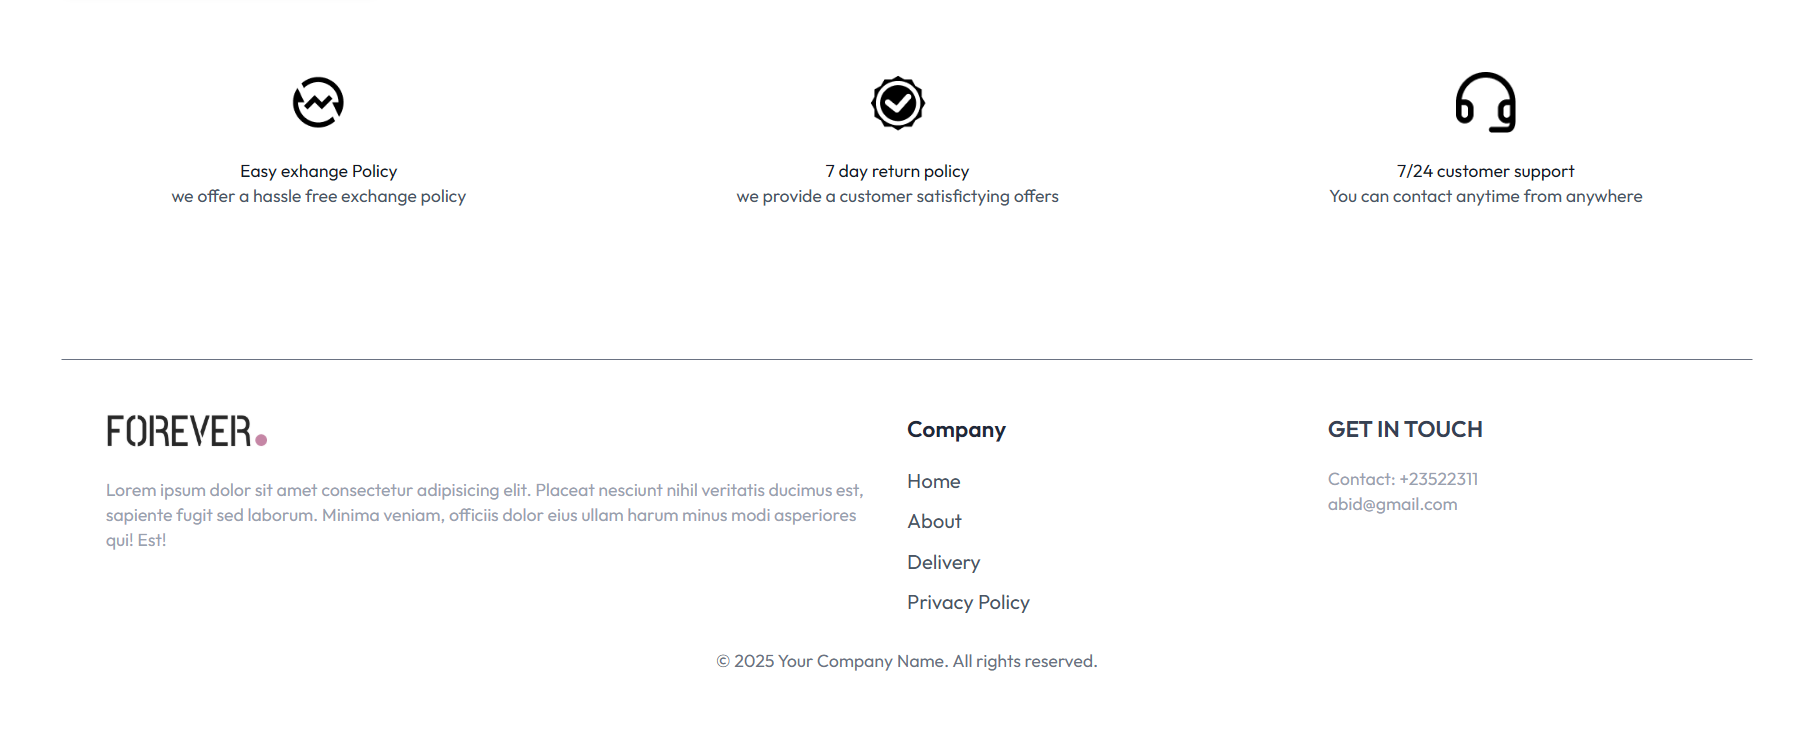 Easy exhange Policy
we offer a hassle free exchange policy
7 day return policy
we provide a customer satisfictying offers
7/24 customer support
You can contact anytime from anywhere
FOREVER.
Lorem ipsum dolor sit amet consectetur adipisicing elit. Placeat nesciunt nihil veritatis ducimus est,
sapiente fugit sed laborum. Minima veniam, officiis dolor eius ullam harum minus modi asperiores
qui! Est!
Company
Home
About
Delivery
Privacy Policy
GET IN TOUCH
Contact: +23522311
abid@gmail.com
© 2025 Your Company Name. All rights reserved.